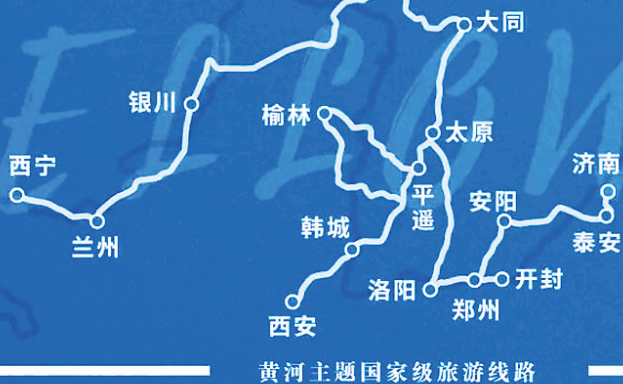 大同
银川
榆林
太原
西宁
济南
平遥
安阳
韩城
兰州
泰安
洛阳
开封
郑州
西安
黄河主题国家级旅游线路